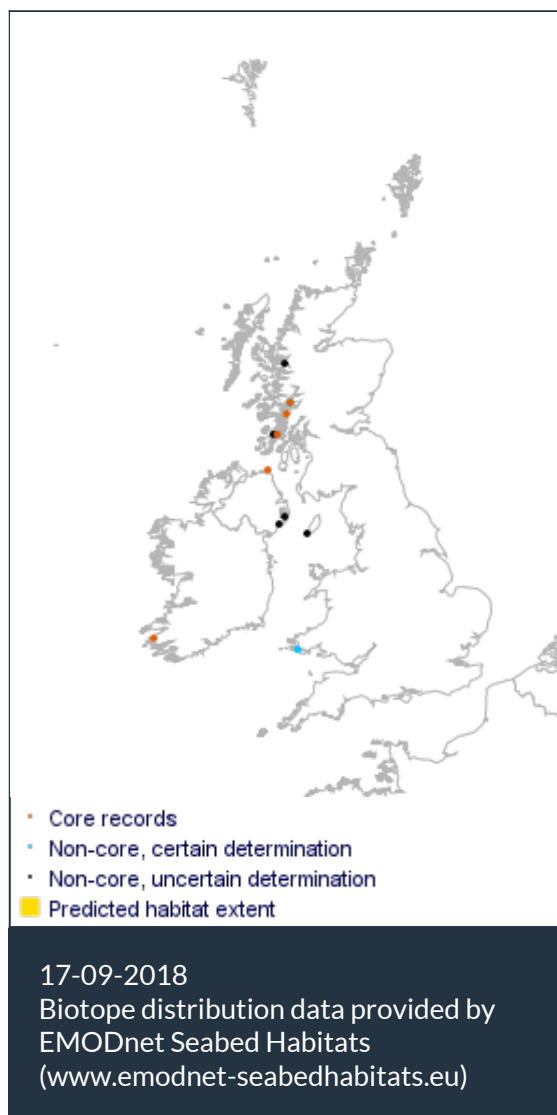 Core records
Non-core, certain determination
Non-core, uncertain determination
Predicted habitat extent
17-09-2018
Biotope distribution data provided by
EMODnet Seabed Habitats
(www.emodnet-seabedhabitats.eu)